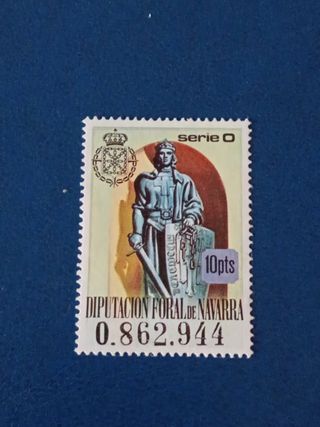 serie O
10pts
DIPUTACION FORAL DE NAVARRA
0.862.944